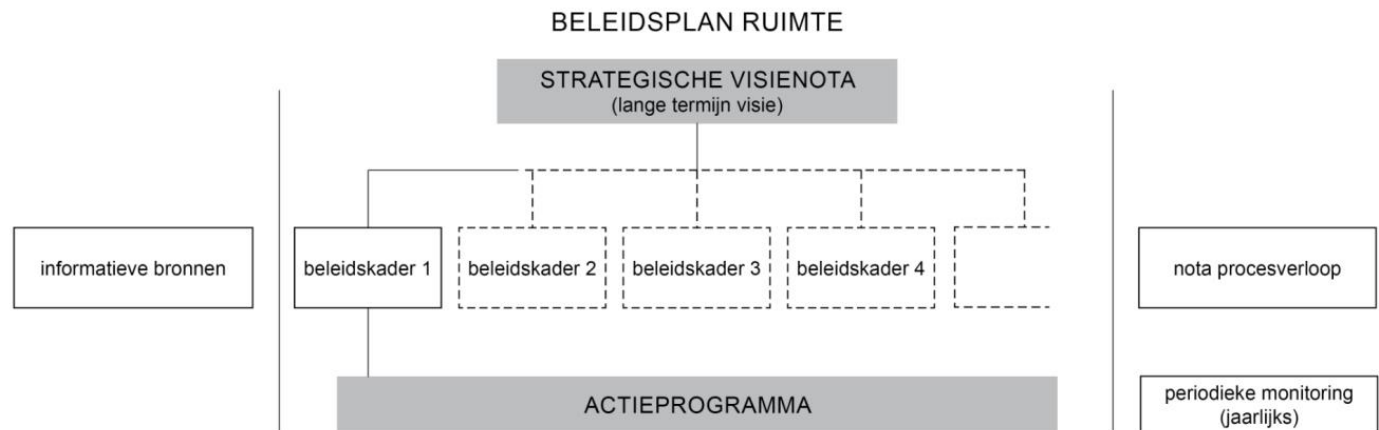 BELEIDSPLAN RUIMTE
STRATEGISCHE VISIENOTA
(lange termijn visie)
informatieve bronnen
beleidskader 1
beleidskader 2
beleidskader 3
beleidskader 4
nota procesverloop
ACTIEPROGRAMMA
periodieke monitoring
(jaarlijks)